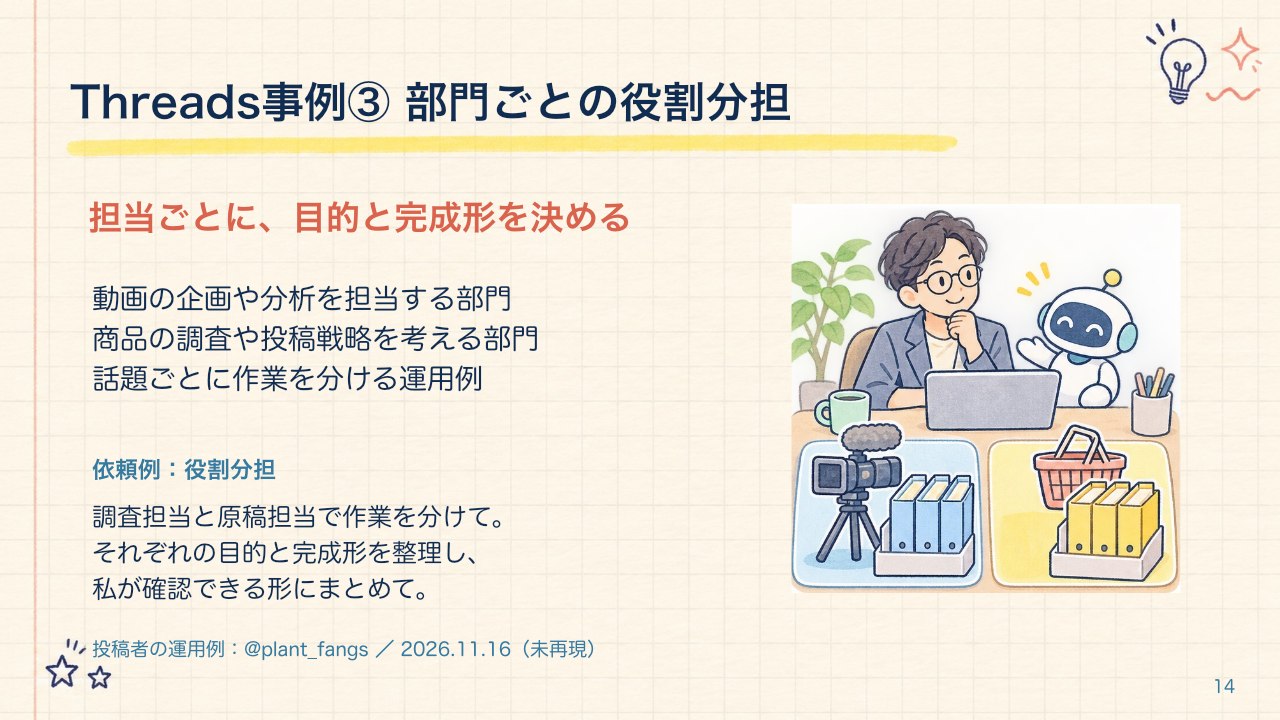 Threads事例③ 部門ごとの役割分担
担当ごとに、目的と完成形を決める
動画の企画や分析を担当する部門
商品の調査や投稿戦略を考える部門
話題ごとに作業を分ける運用例
依頼例：役割分担
調査担当と原稿担当で作業を分けて。
それぞれの目的と完成形を整理し、
私が確認できる形にまとめて。
投稿者の運用例：@plant_fangs ／ 2026.11.16（未再現）
14